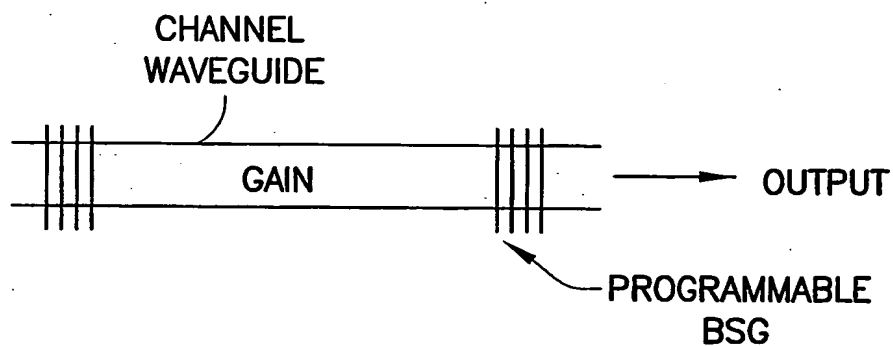 CHANNEL
WAVEGUIDE
GAIN
OUTPUT
PROGRAMMABLE
BSG